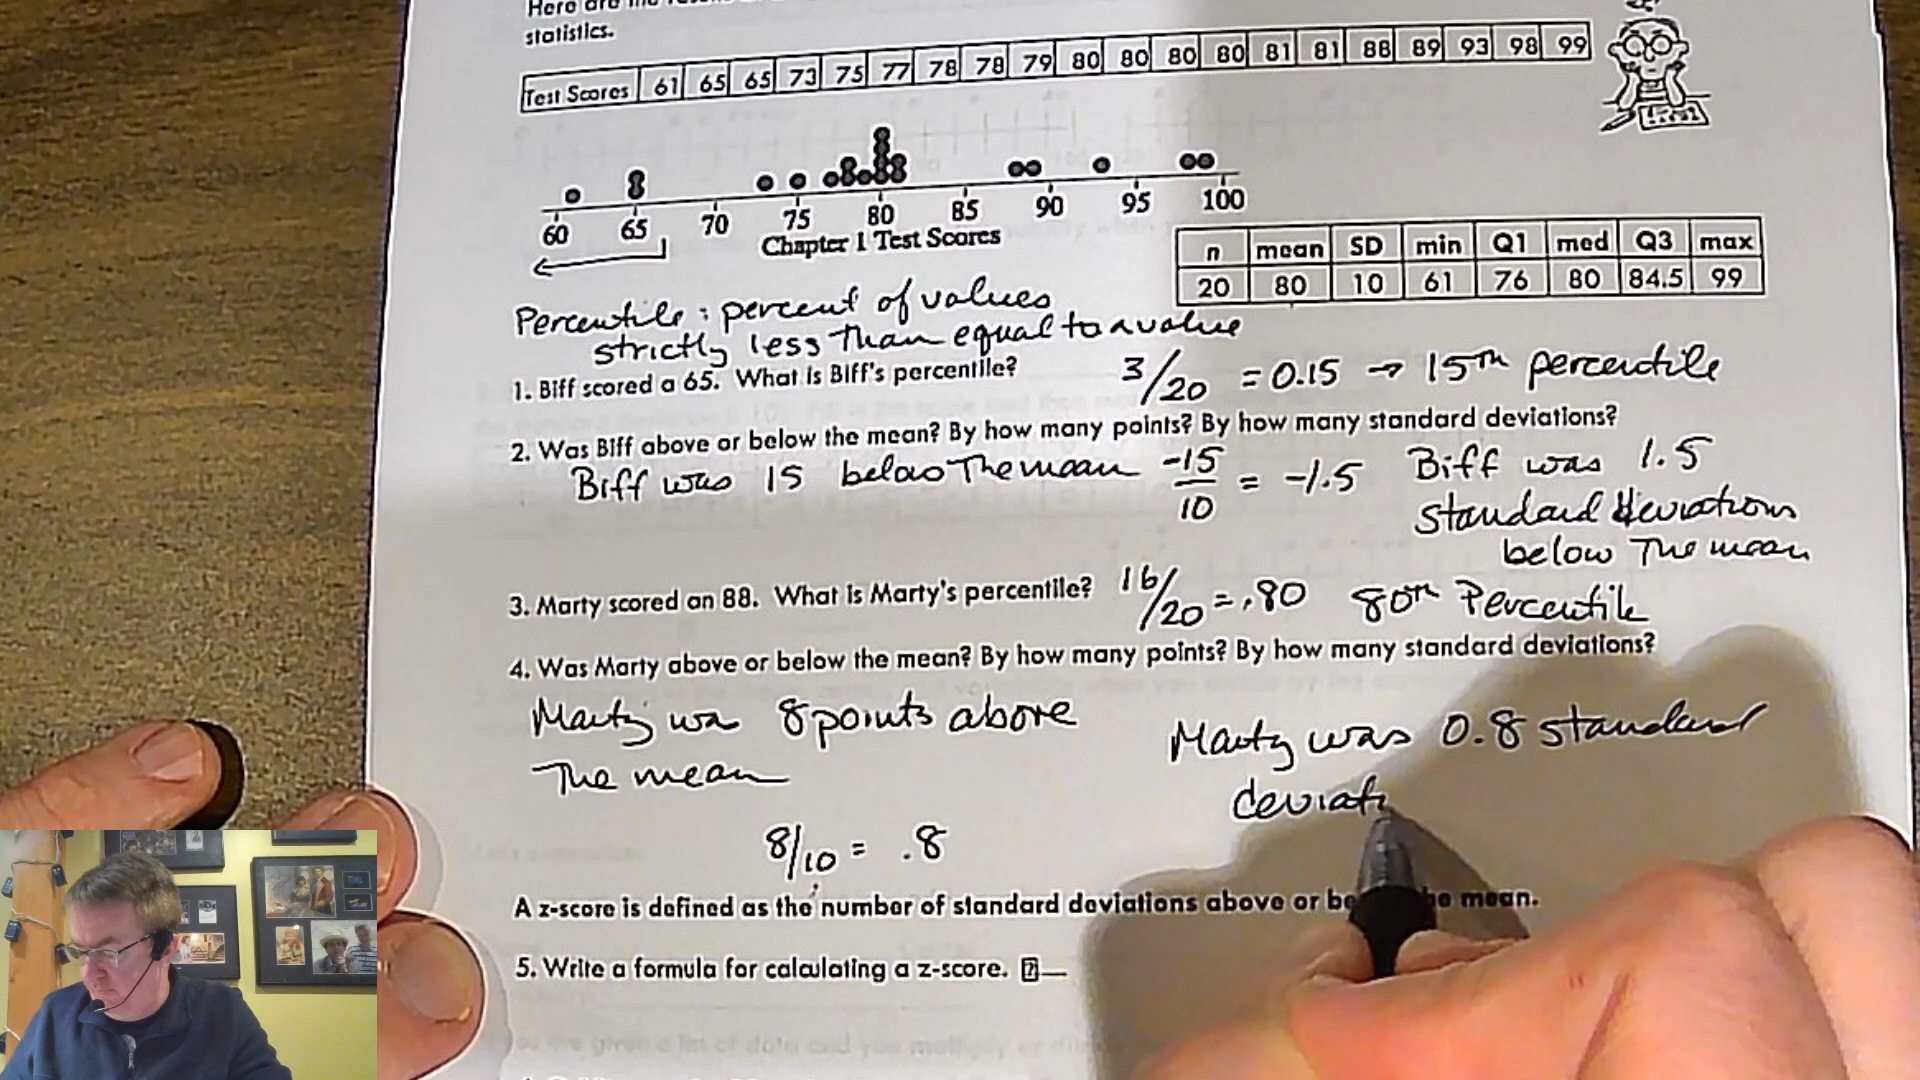 statistics.
Test Scores 61 65 65 73 75 77 78 78 79 80 80 80 80 81 81 88 89 93 98 99
60 65 70 75 80 85 90 95 100
Chapter 1 Test Scores
n mean SD min Q1 med Q3 max
20 80 10 61 76 80 84.5 99
Percentile : percent of values
strictly less than equal to a value
1. Biff scored a 65. What is Biff's percentile? 3/20 = 0.15 → 15th percentile
2. Was Biff above or below the mean? By how many points? By how many standard deviations?
Biff was 15 below the mean -15/10 = -1.5 Biff was 1.5
standard deviations
below the mean
3. Marty scored an 88. What is Marty's percentile? 16/20 = .80 80th Percentile
4. Was Marty above or below the mean? By how many points? By how many standard deviations?
Marty was 8 points above
the mean
Marty was 0.8 standard
deviati
8/10 = .8
A z-score is defined as the number of standard deviations above or be mean.
5. Write a formula for calculating a z-score.